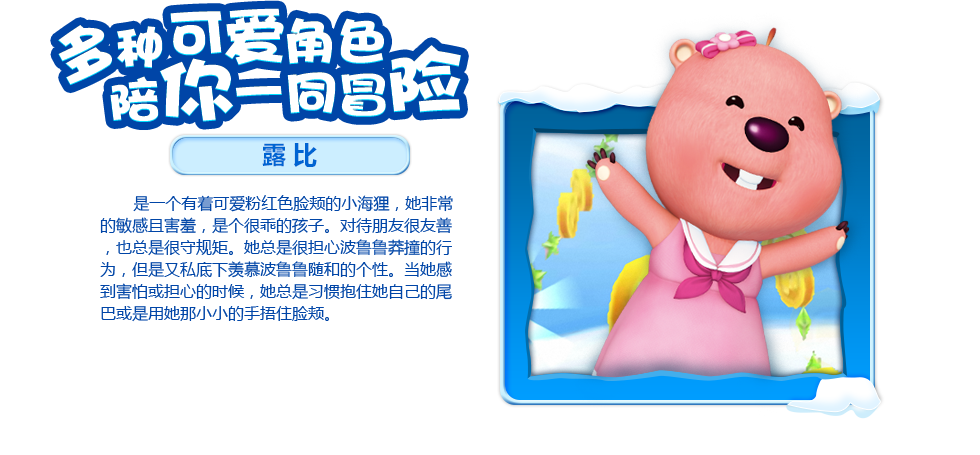 多种可爱角色
陪你一同冒险
露比
是一个有着可爱粉红色脸颊的小海狸，她非常
的敏感且害羞，是个很乖的孩子。对待朋友很友善
，也总是很守规矩。她总是很担心波鲁鲁莽撞的行
为，但是又私底下羡慕波鲁鲁随和的个性。当她感
到害怕或担心的时候，她总是习惯抱住她自己的尾
巴或是用她那小小的手捂住脸颊。